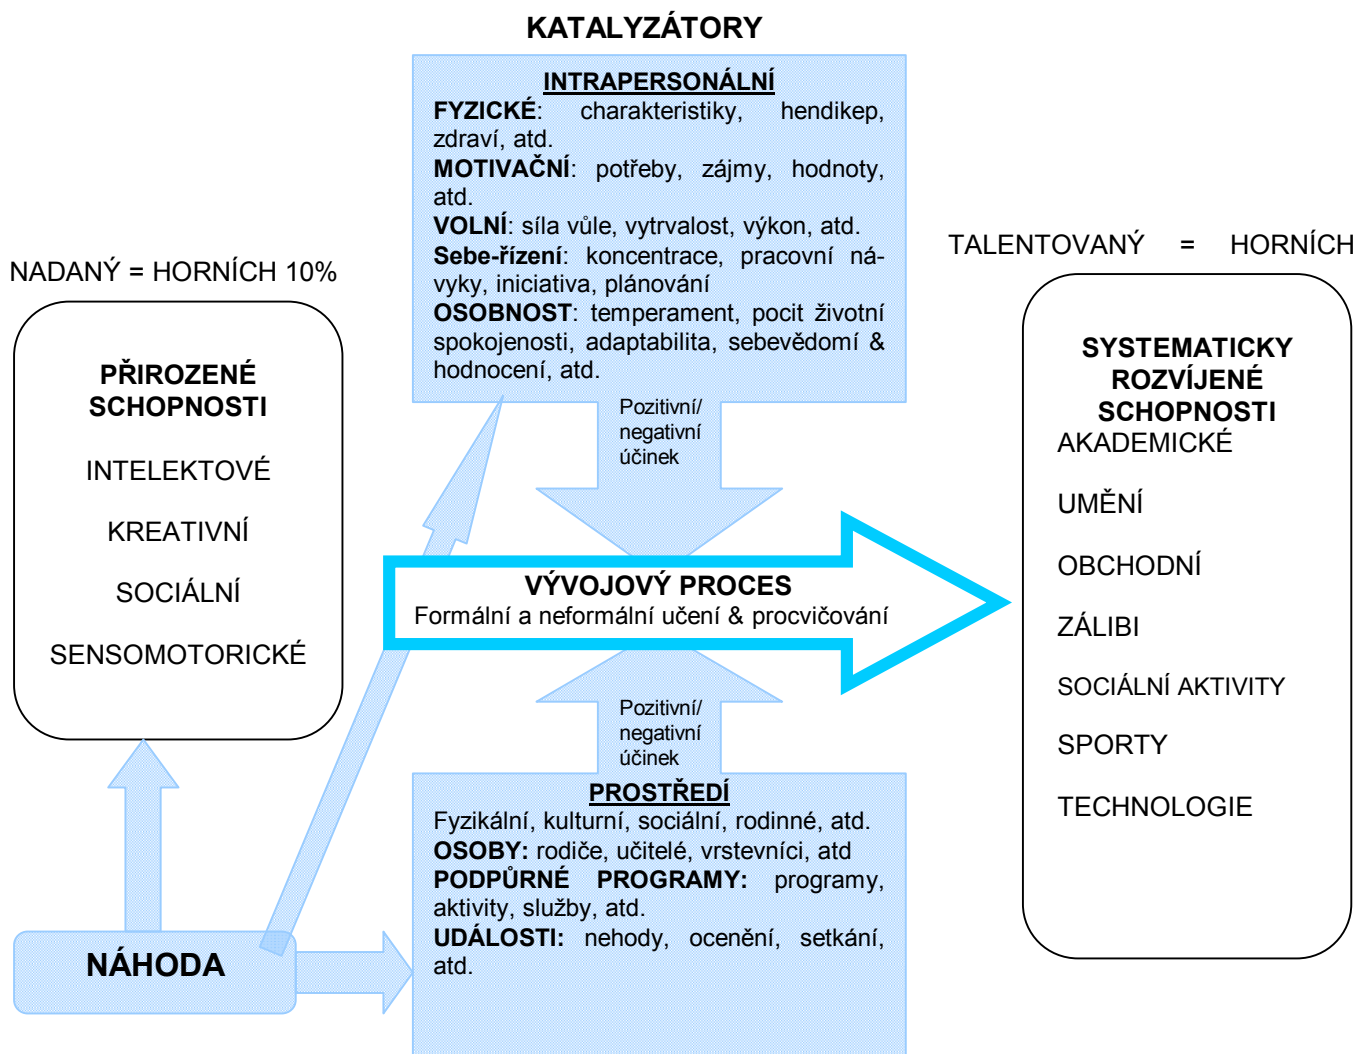 KATALYZÁTORY
INTRAPERSONÁLNÍ
FYZICKÉ: charakteristiky, hendikep,
zdraví, atd.
MOTIVAČNÍ: potřeby, zájmy, hodnoty,
atd.
VOLNÍ: síla vůle, vytrvalost, výkon, atd.
Sebe-řízení: koncentrace, pracovní ná-
vyky, iniciativa, plánování
OSOBNOST: temperament, pocit životní
spokojenosti, adaptabilita, sebevědomí &
hodnocení, atd.
Pozitivní/
negativní
účinek
NADANÝ = HORNÍCH 10%
PŘIROZENÉ
SCHOPNOSTI
INTELEKTOVÉ
KREATIVNÍ
SOCIÁLNÍ
SENSOMOTORICKÉ
VÝVOJOVÝ PROCES
Formální a neformální učení & procvičování
TALENTOVANÝ = HORNÍCH
SYSTEMATICKY
ROZVÍJENÉ
SCHOPNOSTI
AKADEMICKÉ
UMĚNÍ
OBCHODNÍ
ZÁLIBI
SOCIÁLNÍ AKTIVITY
SPORTY
TECHNOLOGIE
Pozitivní/
negativní
účinek
PROSTŘEDÍ
Fyzikální, kulturní, sociální, rodinné, atd.
OSOBY: rodiče, učitelé, vrstevníci, atd
PODPŮRNÉ PROGRAMY: programy,
aktivity, služby, atd.
UDÁLOSTI: nehody, ocenění, setkání,
atd.
NÁHODA